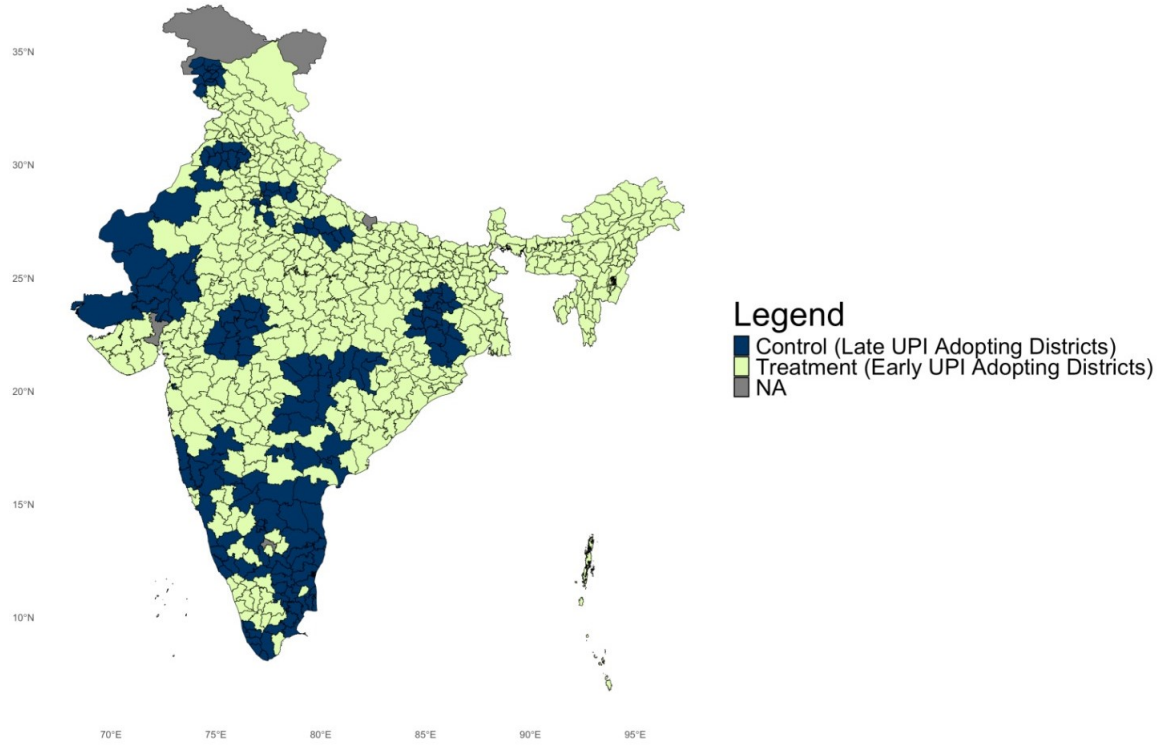 35°N
30°N
25°N
20°N
15°N
10°N
70°E 75°E 80°E 85°E 90°E 95°E
Legend
Control (Late UPI Adopting Districts)
Treatment (Early UPI Adopting Districts)
NA